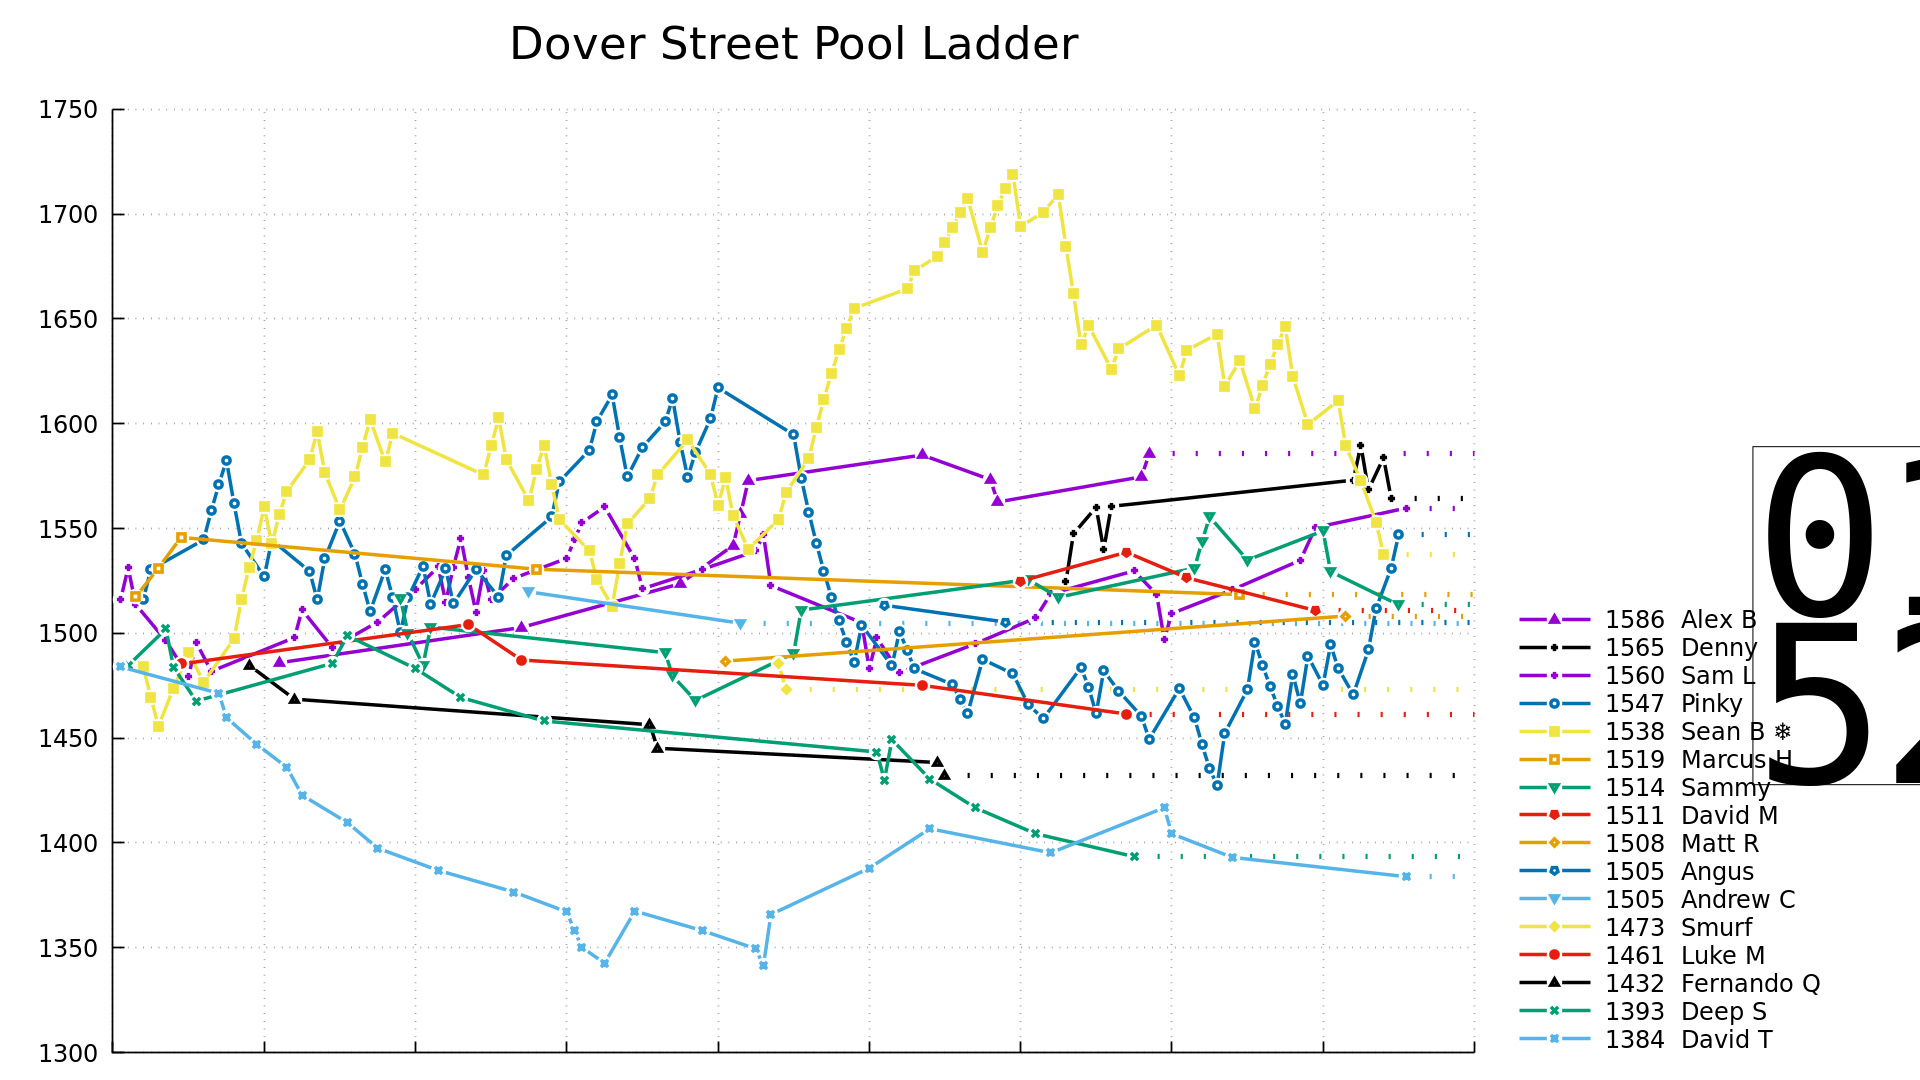 Dover Street Pool Ladder
1750
1700
1650
1600
1550
1500
1450
1400
1350
1300
1586 Alex B
1565 Denny
1560 Sam L
1547 Pinky
1538 Sean B ❄
1519 Marcus H
1514 Sammy
1511 David M
1508 Matt R
1505 Angus
1505 Andrew C
1473 Smurf
1461 Luke M
1432 Fernando Q
1393 Deep S
1384 David T
01
52